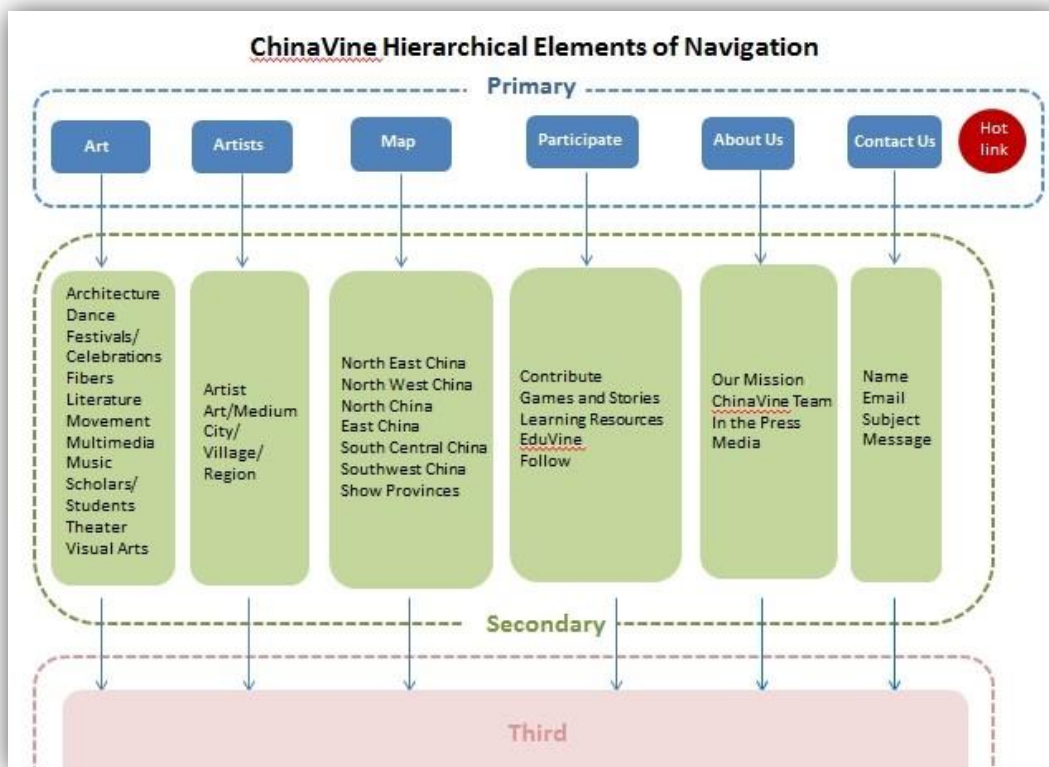 ChinaVine Hierarchical Elements of Navigation
Primary
Art
Artists
Map
Participate
About Us
Contact Us
Hot
link
Architecture
Dance
Festivals/
Celebrations
Fibers
Literature
Movement
Multimedia
Music
Scholars/
Students
Theater
Visual Arts
Artist
Art/Medium
City/
Village/
Region
North East China
North West China
North China
East China
South Central China
Southwest China
Show Provinces
Contribute
Games and Stories
Learning Resources
EduVine
Follow
Our Mission
ChinaVine Team
In the Press
Media
Name
Email
Subject
Message
Secondary
Third